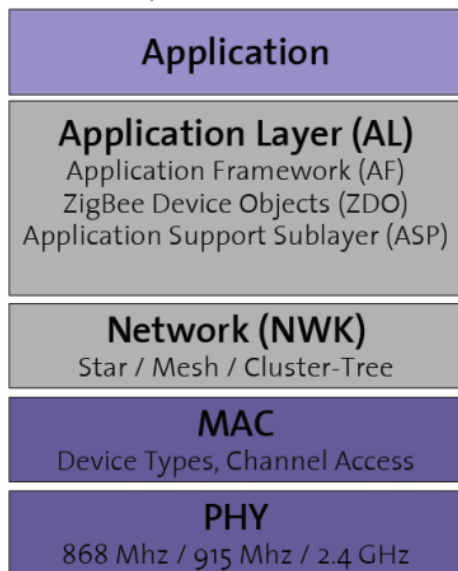 Application
Application Layer (AL)
Application Framework (AF)
ZigBee Device Objects (ZDO)
Application Support Sublayer (ASP)
Network (NWK)
Star / Mesh / Cluster-Tree
MAC
Device Types, Channel Access
PHY
868 Mhz / 915 Mhz / 2.4 GHz